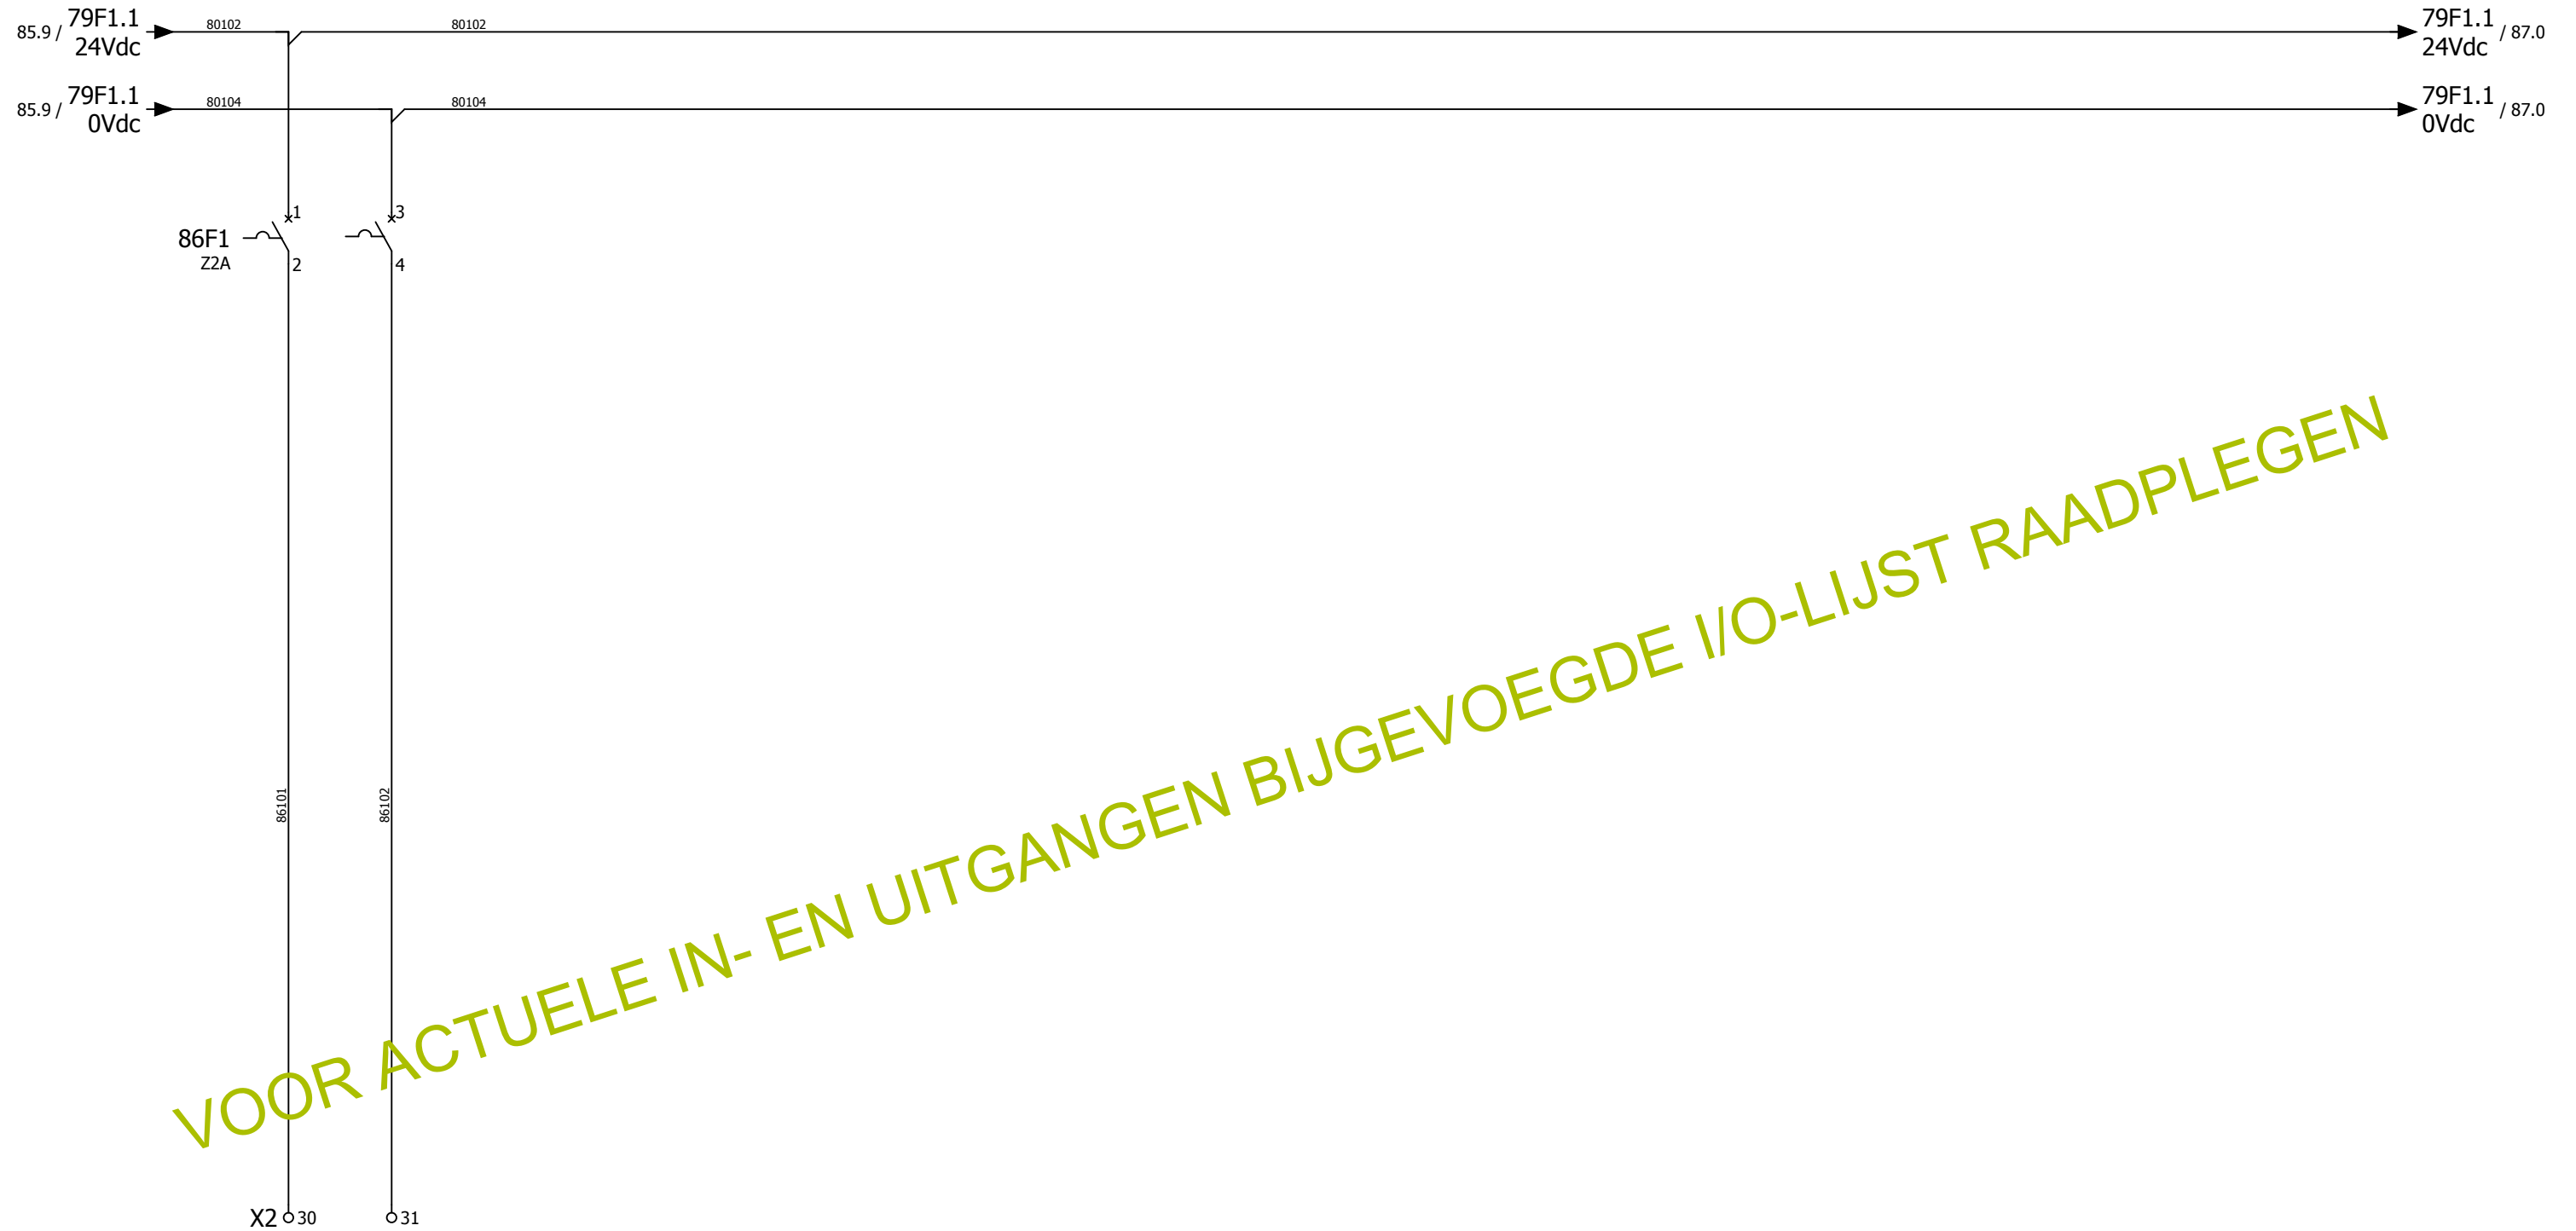 85.9 / 79F1.1 24Vdc
80102
80102
79F1.1 24Vdc / 87.0
85.9 / 79F1.1 0Vdc
80104
80104
79F1.1 0Vdc / 87.0
1
3
86F1
Z2A
2
4
86101
86102
VOOR ACTUELE IN- EN UITGANGEN BIJGEVOEGDE I/O-LIJST RAADPLEGEN
X2 30
31